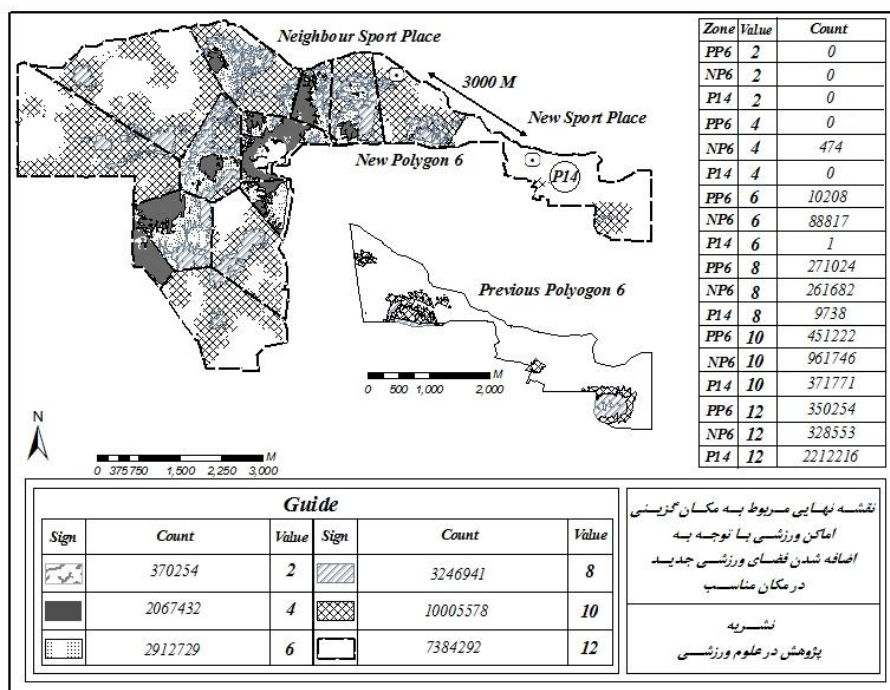 Neighbour Sport Place
3000 M
New Sport Place
New Polygon 6
P14
Previous Polyogon 6
M
0 500 1,000 2,000
N
M
0 375 750 1,500 2,250 3,000
Zone Value Count
PP6 2 0
NP6 2 0
P14 2 0
PP6 4 0
NP6 4 474
P14 4 0
PP6 6 10208
NP6 6 88817
P14 6 1
PP6 8 271024
NP6 8 261682
P14 8 9738
PP6 10 451222
NP6 10 961746
P14 10 371771
PP6 12 350254
NP6 12 328553
P14 12 2212216
Guide
Sign Count Value Sign Count Value
370254 2 3246941 8
2067432 4 10005578 10
2912729 6 7384292 12
نقشه نهایی مربوط به مکان گزینی
اماکن ورزشی با توجه به
اضافه شدن فضای ورزشی جدید
در مکان مناسب
نشریه
پژوهش در علوم ورزشی